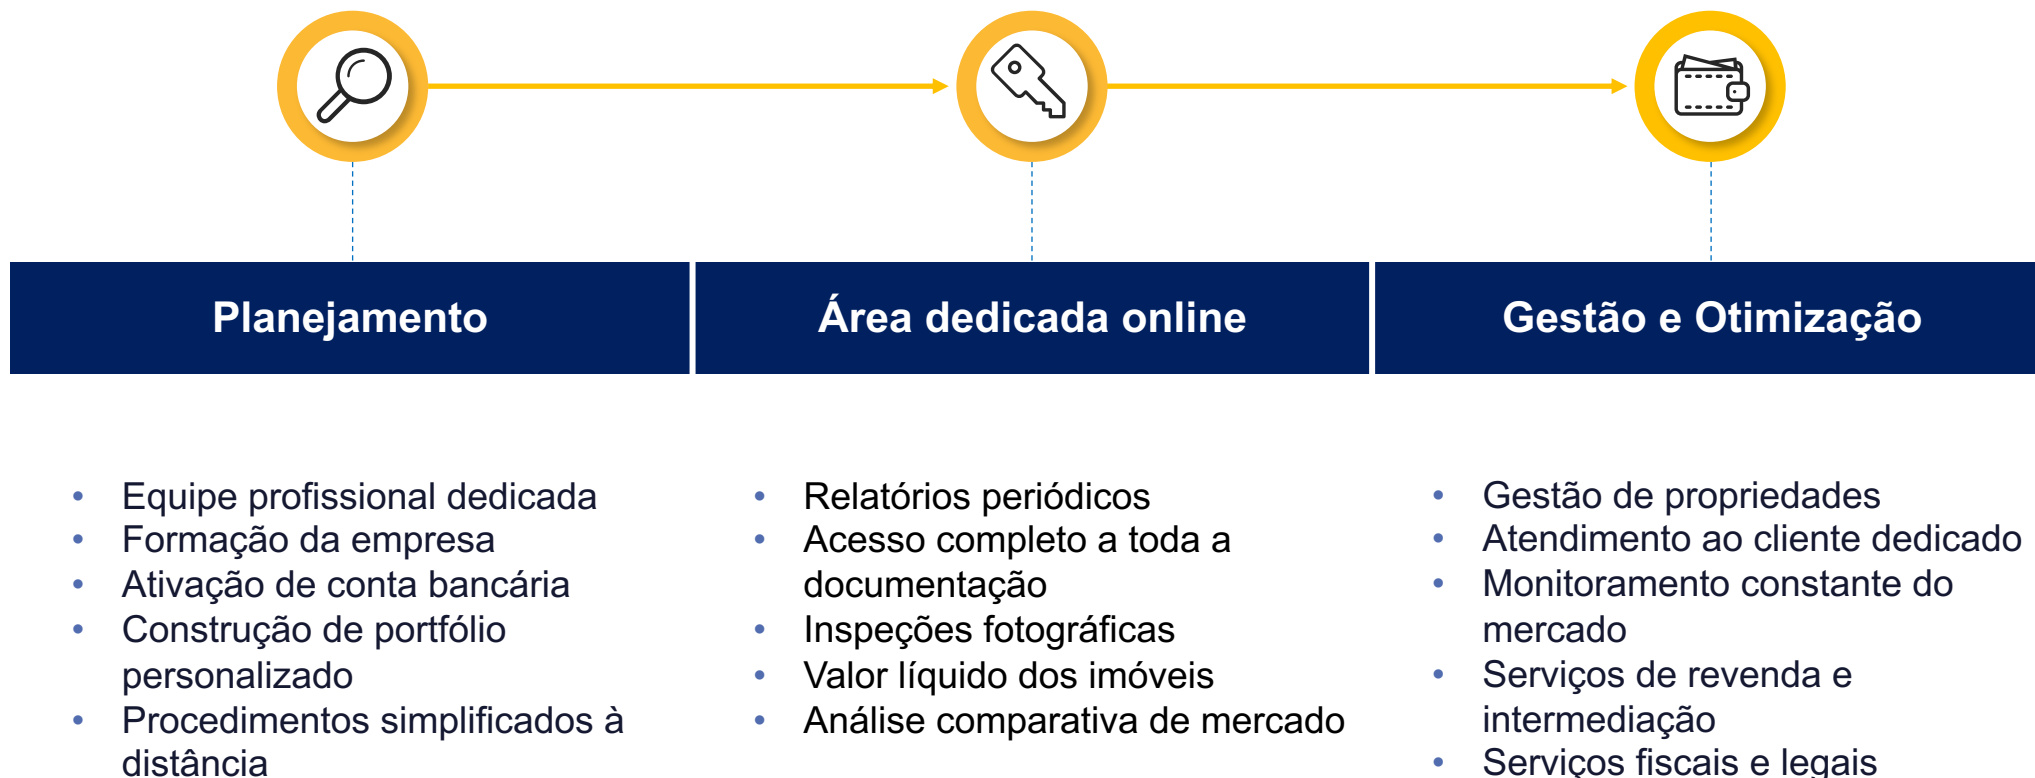 Planejamento
Área dedicada online
Gestão e Otimização
• Equipe profissional dedicada
• Formação da empresa
• Ativação de conta bancária
• Construção de portfólio
personalizado
• Procedimentos simplificados à
distância
• Relatórios periódicos
• Acesso completo a toda a
documentação
• Inspeções fotográficas
• Valor líquido dos imóveis
• Análise comparativa de mercado
• Gestão de propriedades
• Atendimento ao cliente dedicado
• Monitoramento constante do
mercado
• Serviços de revenda e
intermediação
• Serviços fiscais e legais